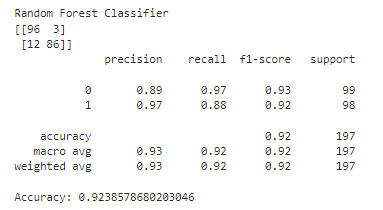 Random Forest Classifier
[[96  3]
 [12 86]]
              precision    recall  f1-score   support

           0       0.89      0.97      0.93        99
           1       0.97      0.88      0.92        98

    accuracy                           0.92       197
   macro avg       0.93      0.92      0.92       197
weighted avg       0.93      0.92      0.92       197

Accuracy: 0.9238578680203046